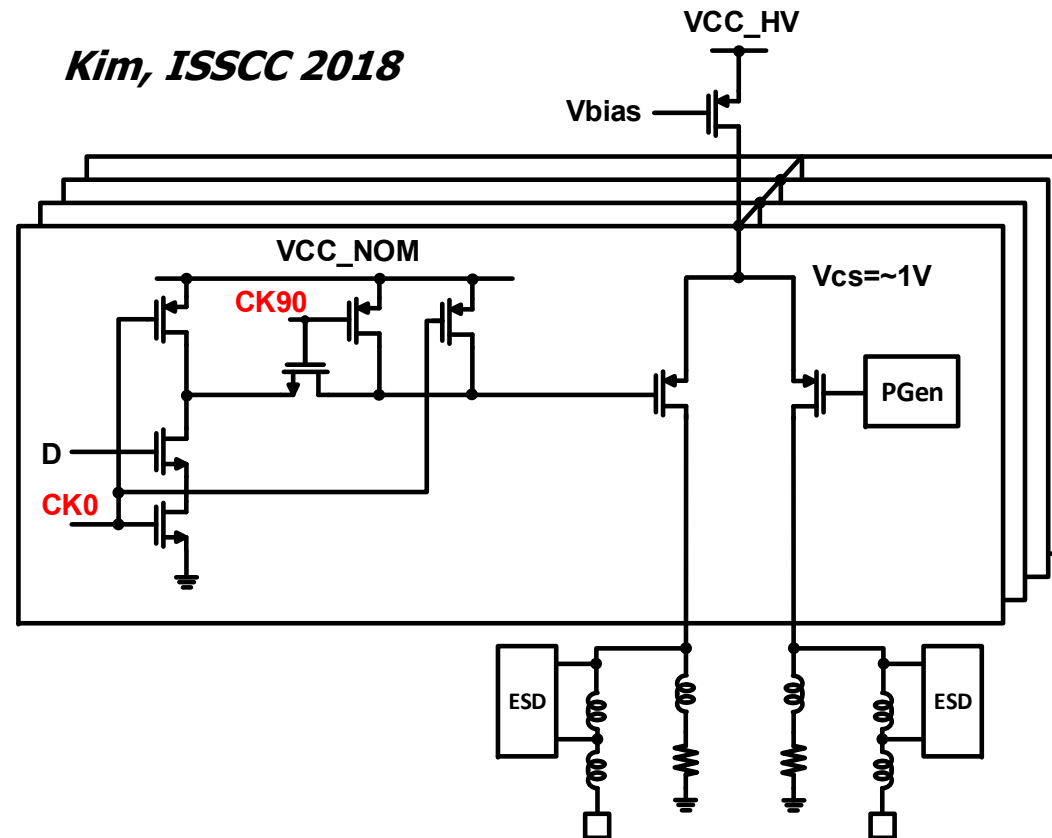 VCC_HV
Kim, ISSCC 2018
Vbias
VCC_NOM
Vcs=~1V
CK90
PGen
D
CK0
ESD
ESD